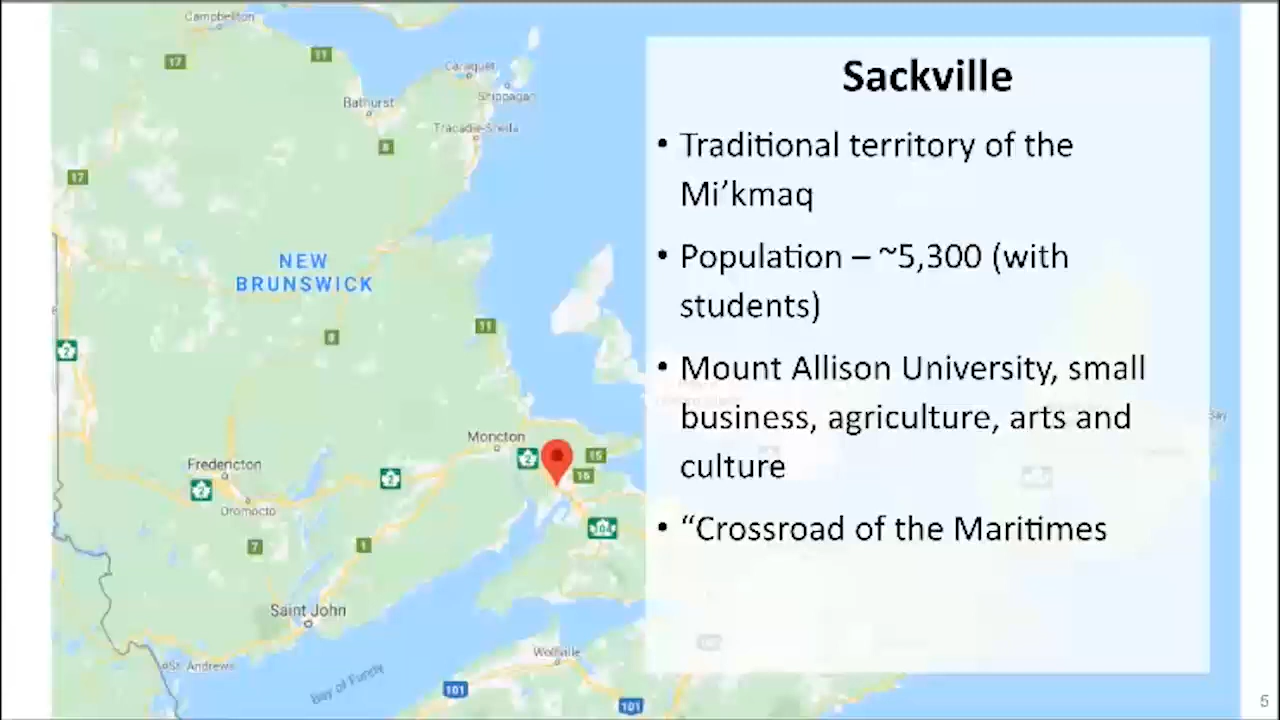 Sackville
• Traditional territory of the
Mi’kmaq
• Population – ~5,300 (with
students)
• Mount Allison University, small
business, agriculture, arts and
culture
• “Crossroad of the Maritimes
Campbellton
17
11
Caraquet
Shippagan
Bathurst
Tracadie-Sheila
8
17
NEW
BRUNSWICK
11
8
2
Moncton
2
15
16
Fredericton
2
2
Oromocto
104
7
1
Saint John
St. Andrews
Wolfville
Bay of Fundy
101
101
Bay
5